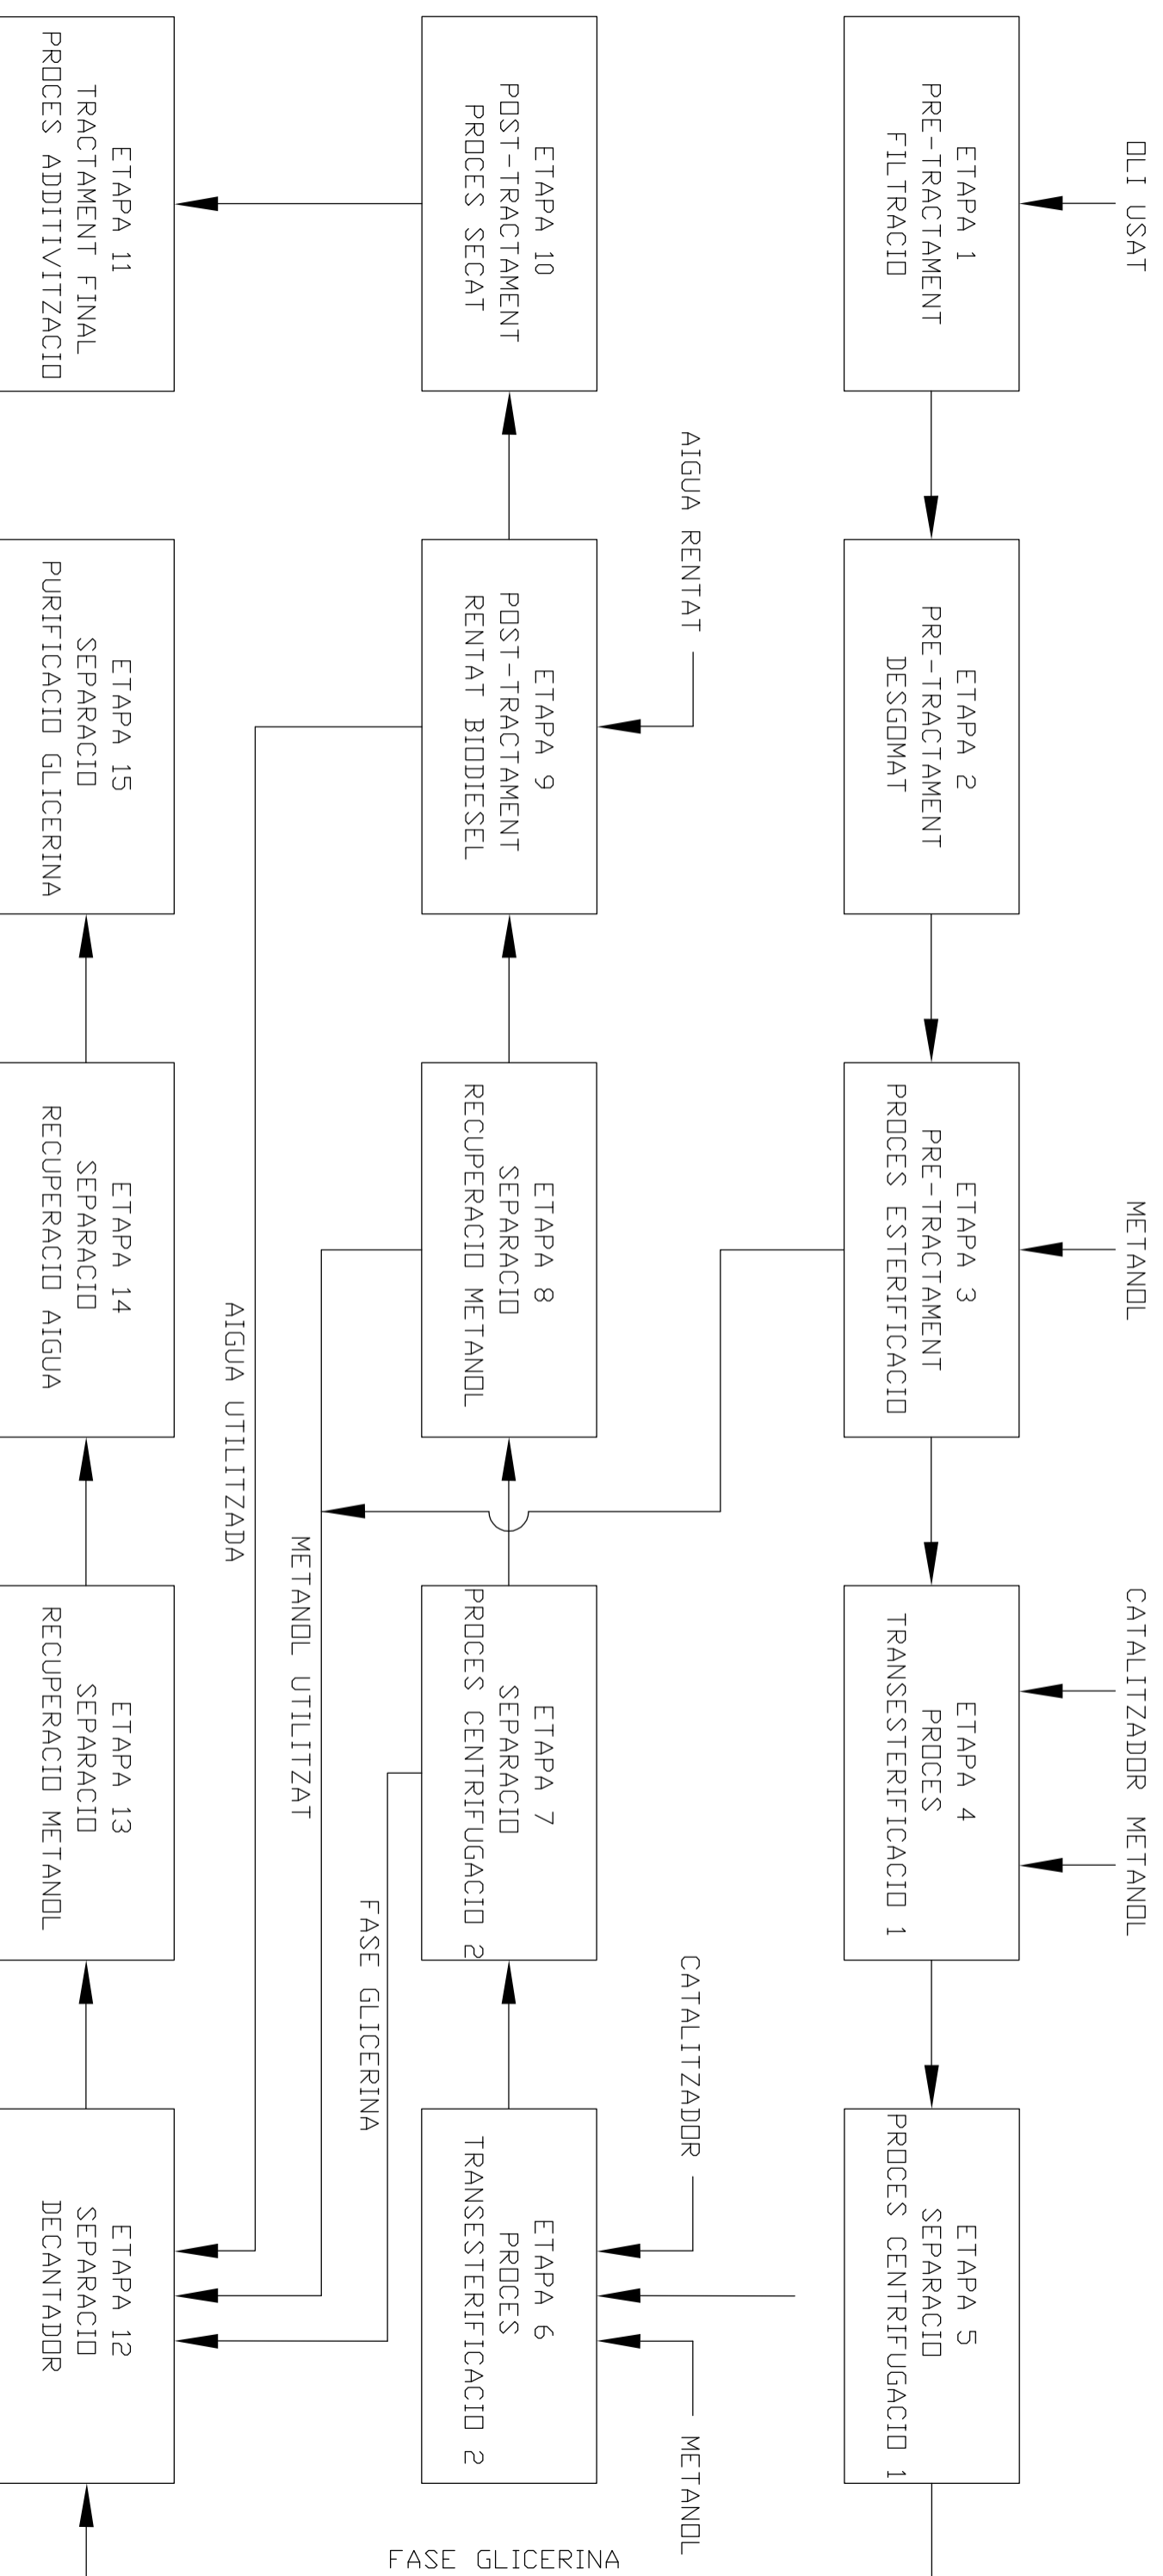 OLI USAT
METANOL
CATALITZADOR METANOL
ETAPA 1
PRE-TRACTAMENT
FILTRACIO
ETAPA 2
PRE-TRACTAMENT
DESGOMAT
ETAPA 3
PRE-TRACTAMENT
PROCES ESTERIFICACIO
ETAPA 4
PROCES
TRANSESTERIFICACIO 1
ETAPA 5
SEPARACIO
PROCES CENTRIFUGACIO 1
AIGUA RENTAT
CATALITZADOR
METANOL
ETAPA 10
POST-TRACTAMENT
PROCES SECAT
ETAPA 9
POST-TRACTAMENT
RENTAT BIODIESEL
ETAPA 8
SEPARACIO
RECUPERACIO METANOL
ETAPA 7
SEPARACIO
PROCES CENTRIFUGACIO 2
ETAPA 6
PROCES
TRANSESTERIFICACIO 2
FASE GLICERINA
FASE GLICERINA
METANOL UTILITZAT
AIGUA UTILITZADA
ETAPA 11
TRACTAMENT FINAL
PROCES ADDITIVITZACIO
ETAPA 15
SEPARACIO
PURIFICACIO GLICERINA
ETAPA 14
SEPARACIO
RECUPERACIO AIGUA
ETAPA 13
SEPARACIO
RECUPERACIO METANOL
ETAPA 12
SEPARACIO
DECANTADOR